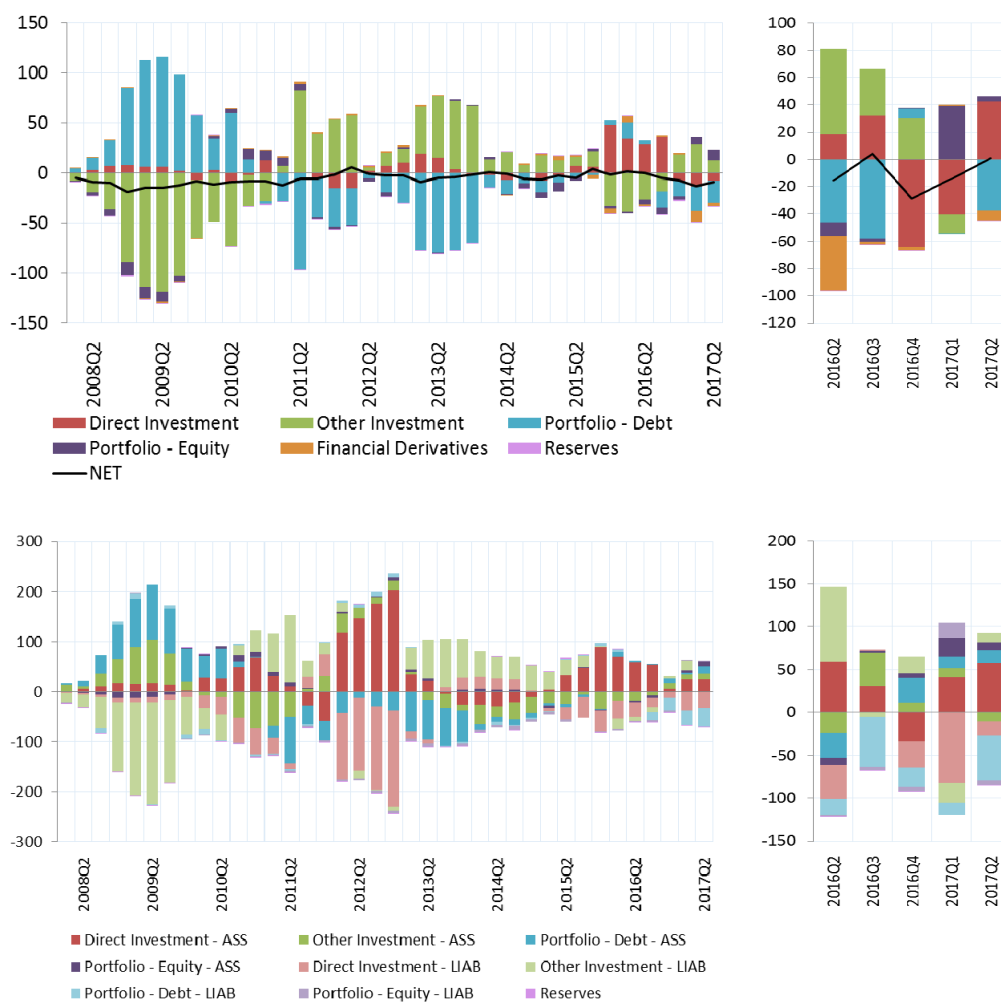 150
100
50
0
-50
-100
-150
2008Q2
2009Q2
2010Q2
2011Q2
2012Q2
2013Q2
2014Q2
2015Q2
2016Q2
2017Q2
Direct Investment
Other Investment
Portfolio - Debt
Portfolio - Equity
Financial Derivatives
Reserves
NET
100
80
60
40
20
0
-20
-40
-60
-80
-100
-120
2016Q2
2016Q3
2016Q4
2017Q1
2017Q2
300
200
100
0
-100
-200
-300
2008Q2
2009Q2
2010Q2
2011Q2
2012Q2
2013Q2
2014Q2
2015Q2
2016Q2
2017Q2
Direct Investment - ASS
Other Investment - ASS
Portfolio - Debt - ASS
Portfolio - Equity - ASS
Direct Investment - LIAB
Other Investment - LIAB
Portfolio - Debt - LIAB
Portfolio - Equity - LIAB
Reserves
200
150
100
50
0
-50
-100
-150
2016Q2
2016Q3
2016Q4
2017Q1
2017Q2